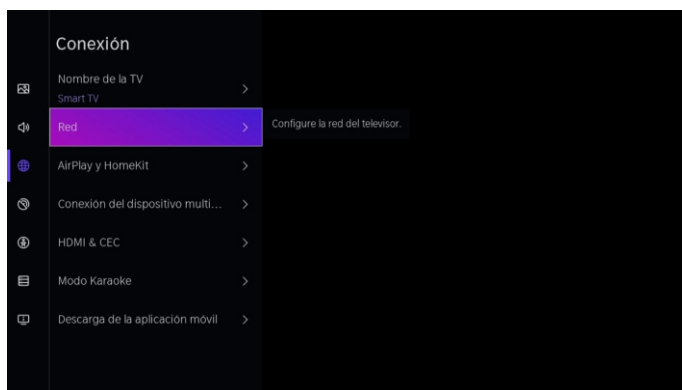 Conexión
Nombre de la TV
Smart TV
Red
Configure la red del televisor.
AirPlay y HomeKit
Conexión del dispositivo multi...
HDMI & CEC
Modo Karaoke
Descarga de la aplicación móvil